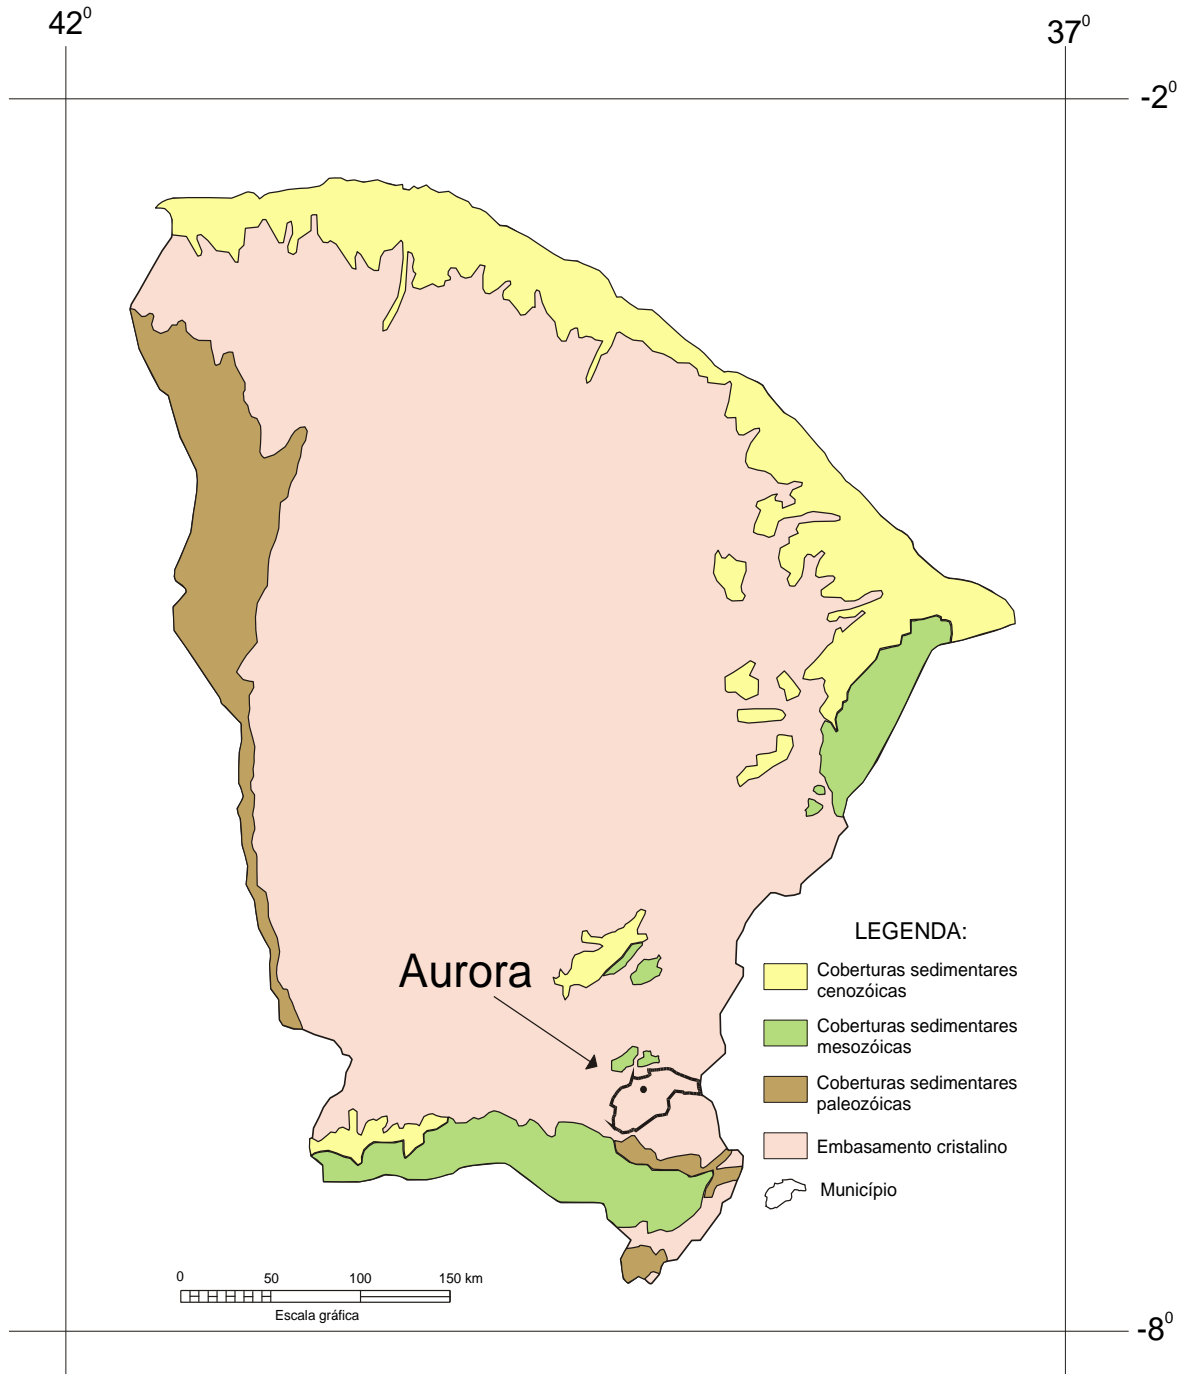 42⁰
37⁰
-2⁰
Aurora
LEGENDA:
Coberturas sedimentares
cenozóicas
Coberturas sedimentares
mesozóicas
Coberturas sedimentares
paleozóicas
Embasamento cristalino
Município
0 50 100 150 km
Escala gráfica
-8⁰